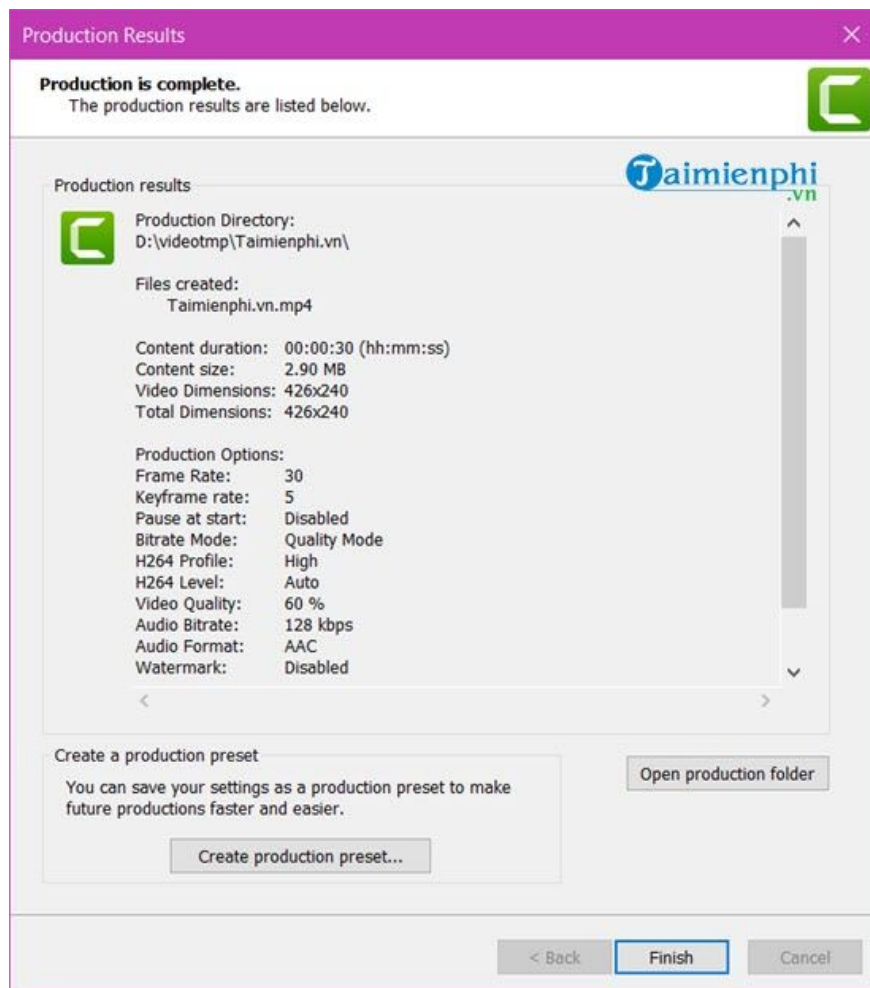 Production Results
Production is complete.
The production results are listed below.
Taimienphi
.vn
Production results
Production Directory:
D:\videotmp\Taimienphi.vn\
Files created:
Taimienphi.vn.mp4
Content duration: 00:00:30 (hh:mm:ss)
Content size: 2.90 MB
Video Dimensions: 426x240
Total Dimensions: 426x240
Production Options:
Frame Rate: 30
Keyframe rate: 5
Pause at start: Disabled
Bitrate Mode: Quality Mode
H264 Profile: High
H264 Level: Auto
Video Quality: 60 %
Audio Bitrate: 128 kbps
Audio Format: AAC
Watermark: Disabled
Create a production preset
You can save your settings as a production preset to make
future productions faster and easier.
Create production preset...
Open production folder
< Back Finish Cancel